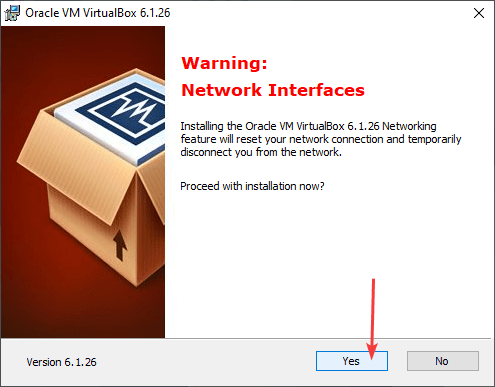 Oracle VM VirtualBox 6.1.26
Warning:
Network Interfaces
Installing the Oracle VM VirtualBox 6.1.26 Networking
feature will reset your network connection and temporarily
disconnect you from the network.
Proceed with installation now?
Version 6.1.26
Yes
No